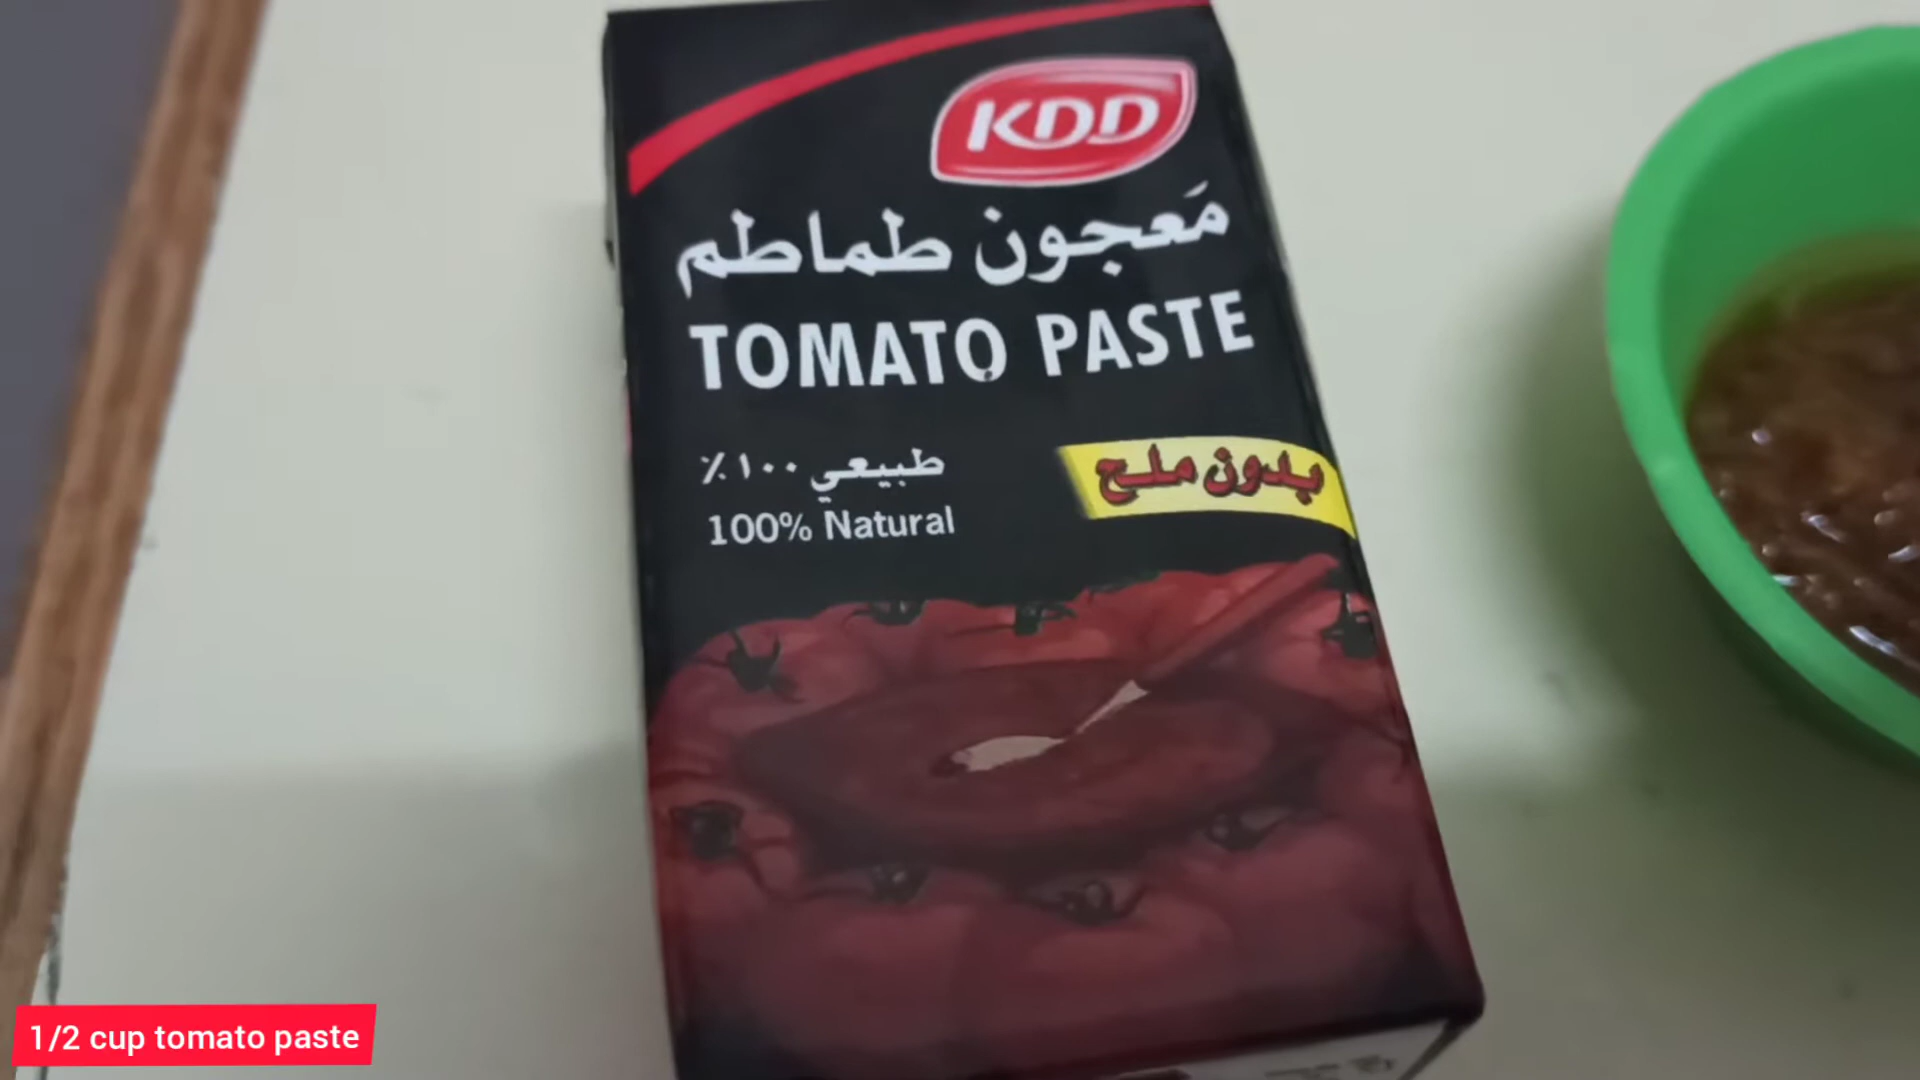 KDD
مَعجون طماطم
TOMATO PASTE
طبيعي ١٠٠٪
100% Natural
بدون ملح
1/2 cup tomato paste